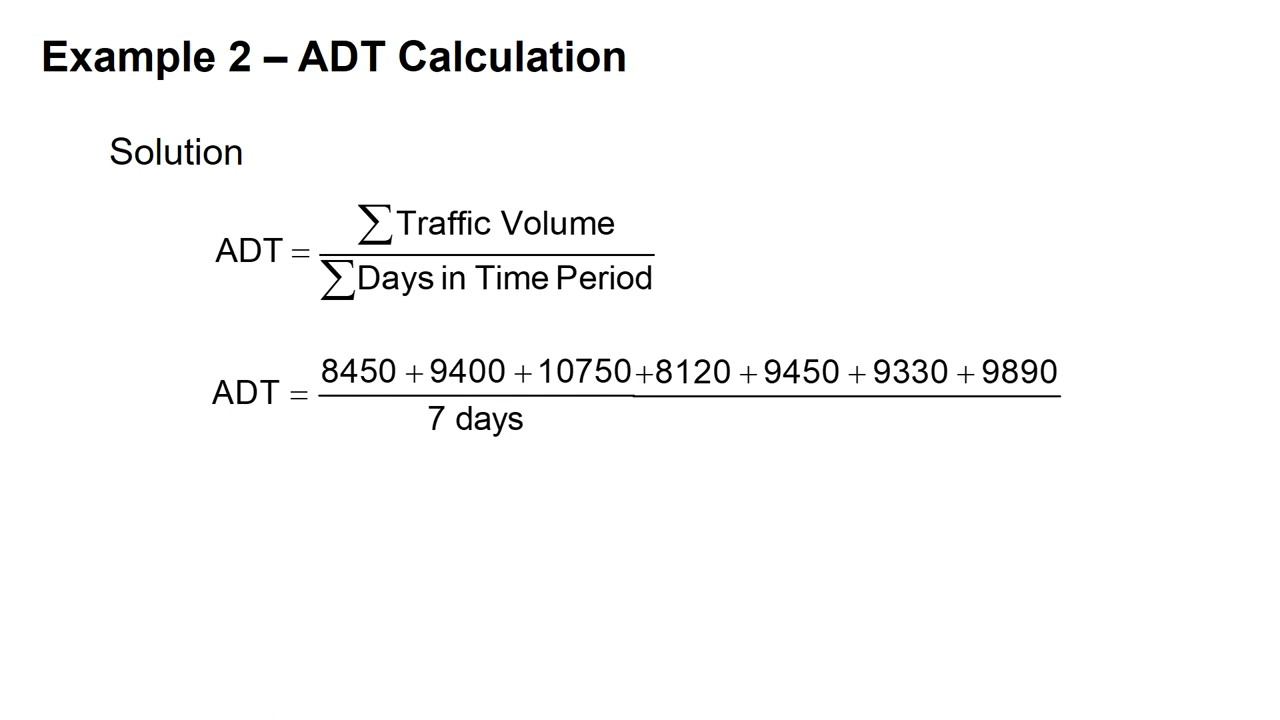 Example 2 – ADT Calculation
Solution
ADT = ∑Traffic Volume
∑Days in Time Period
ADT = 8450 + 9400 + 10750+8120 + 9450 + 9330 + 9890
7 days